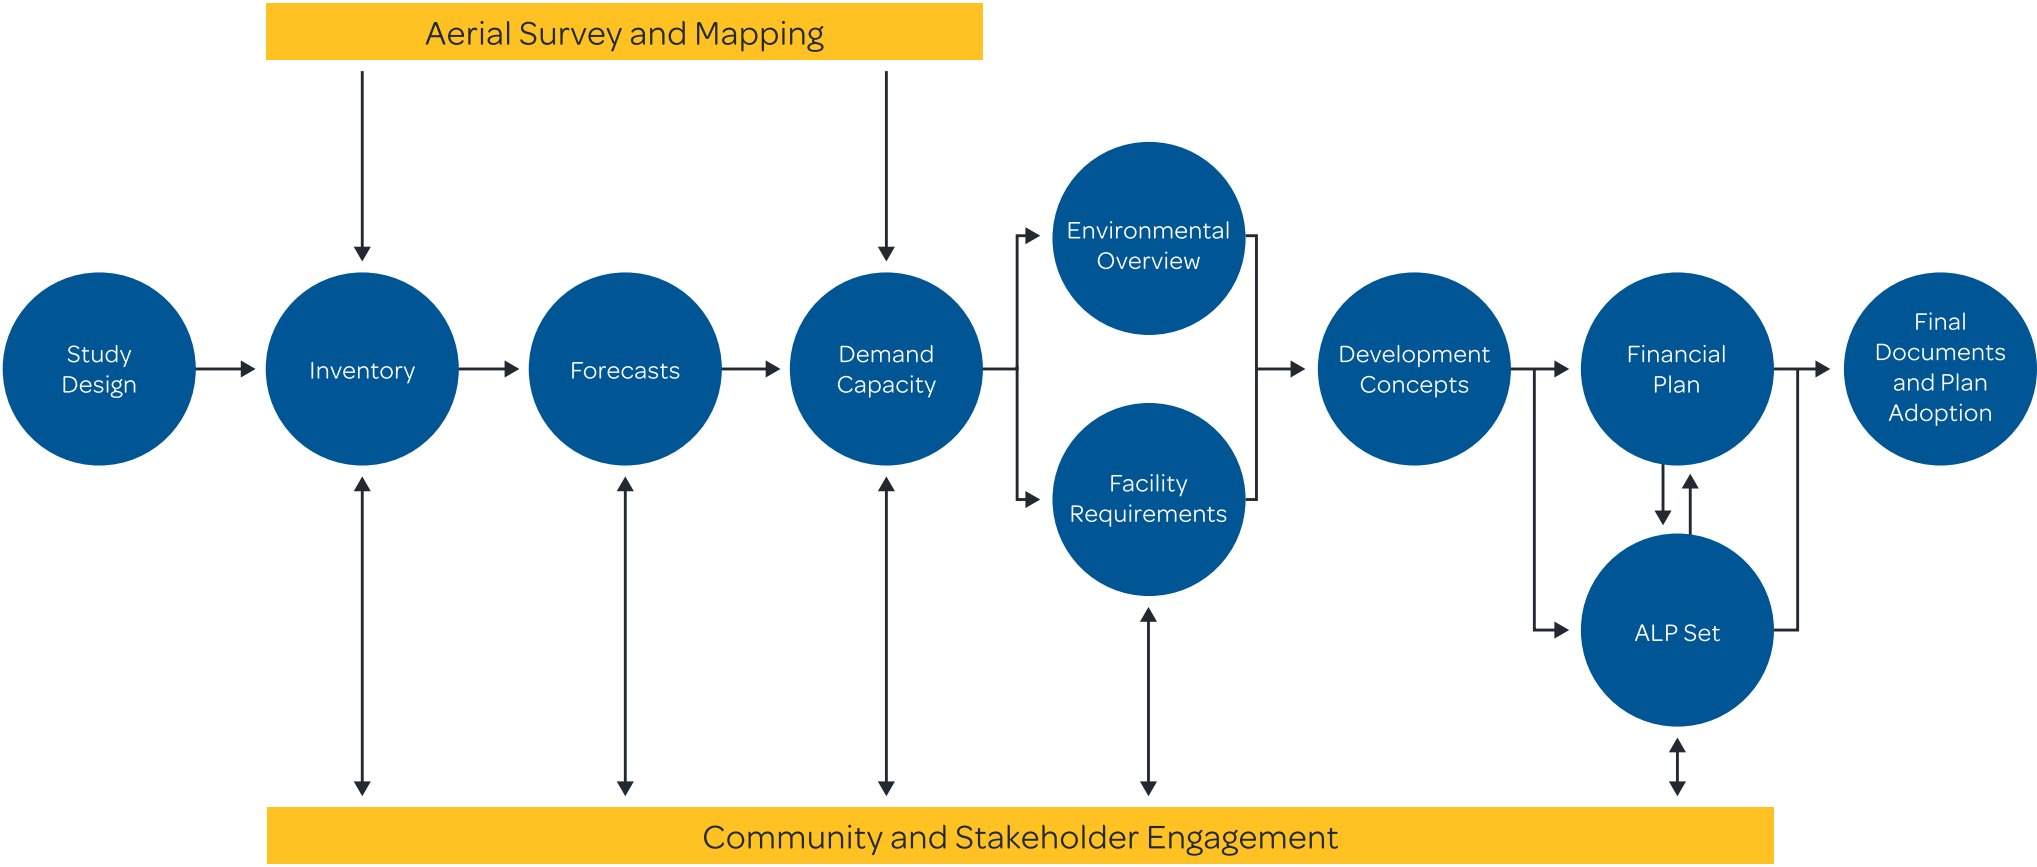 Aerial Survey and Mapping
Study
Design
Inventory
Forecasts
Demand
Capacity
Environmental
Overview
Facility
Requirements
Development
Concepts
Financial
Plan
ALP Set
Final
Documents
and Plan
Adoption
Community and Stakeholder Engagement